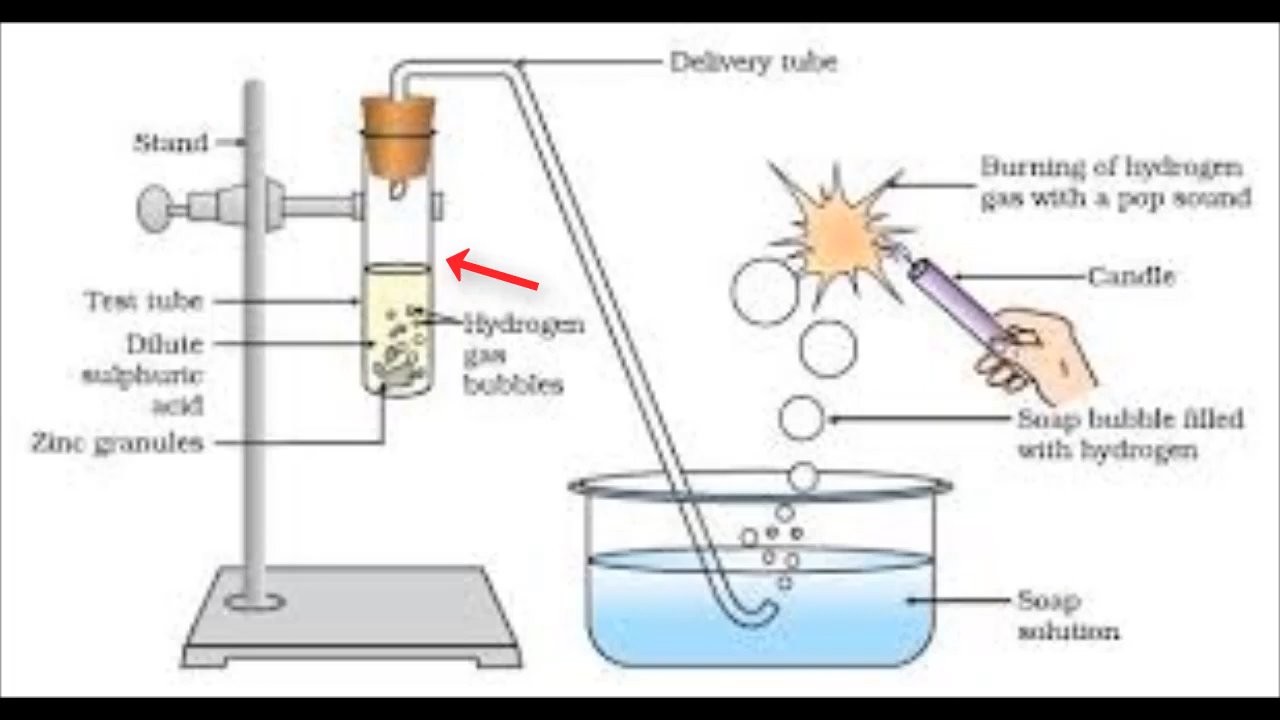 Delivery tube
Stand
Burning of hydrogen
gas with a pop sound
Candle
Test tube
Hydrogen
gas
bubbles
Dilute
sulphuric
acid
Zinc granules
Soap bubble filled
with hydrogen
Soap
solution